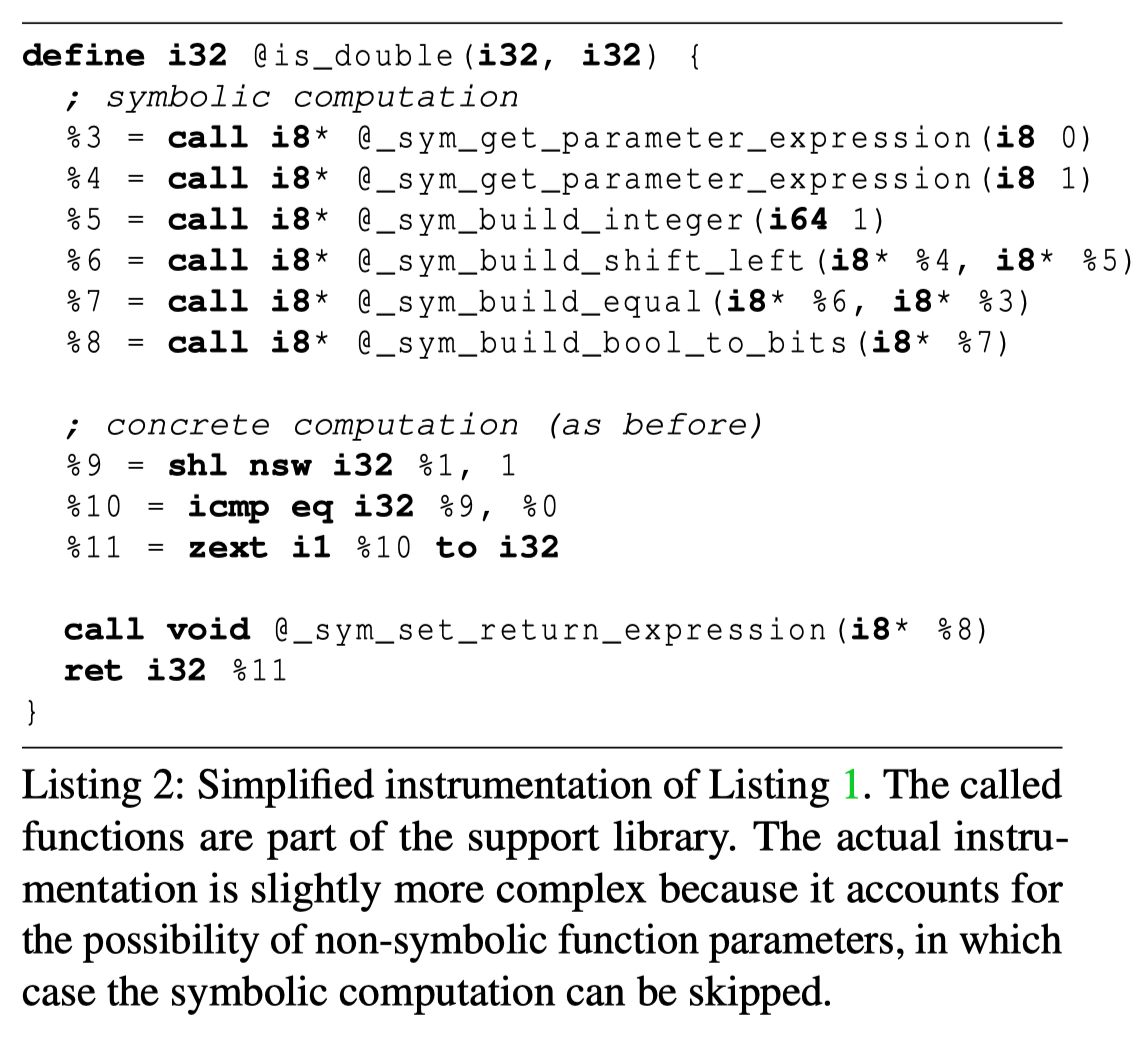 define i32 @is_double(i32, i32) {
; symbolic computation
%3 = call i8* @_sym_get_parameter_expression(i8 0)
%4 = call i8* @_sym_get_parameter_expression(i8 1)
%5 = call i8* @_sym_build_integer(i64 1)
%6 = call i8* @_sym_build_shift_left(i8* %4, i8* %5)
%7 = call i8* @_sym_build_equal(i8* %6, i8* %3)
%8 = call i8* @_sym_build_bool_to_bits(i8* %7)
; concrete computation (as before)
%9 = shl nsw i32 %1, 1
%10 = icmp eq i32 %9, %0
%11 = zext i1 %10 to i32
call void @_sym_set_return_expression(i8* %8)
ret i32 %11
}
Listing 2: Simplified instrumentation of Listing 1. The called
functions are part of the support library. The actual instru-
mentation is slightly more complex because it accounts for
the possibility of non-symbolic function parameters, in which
case the symbolic computation can be skipped.